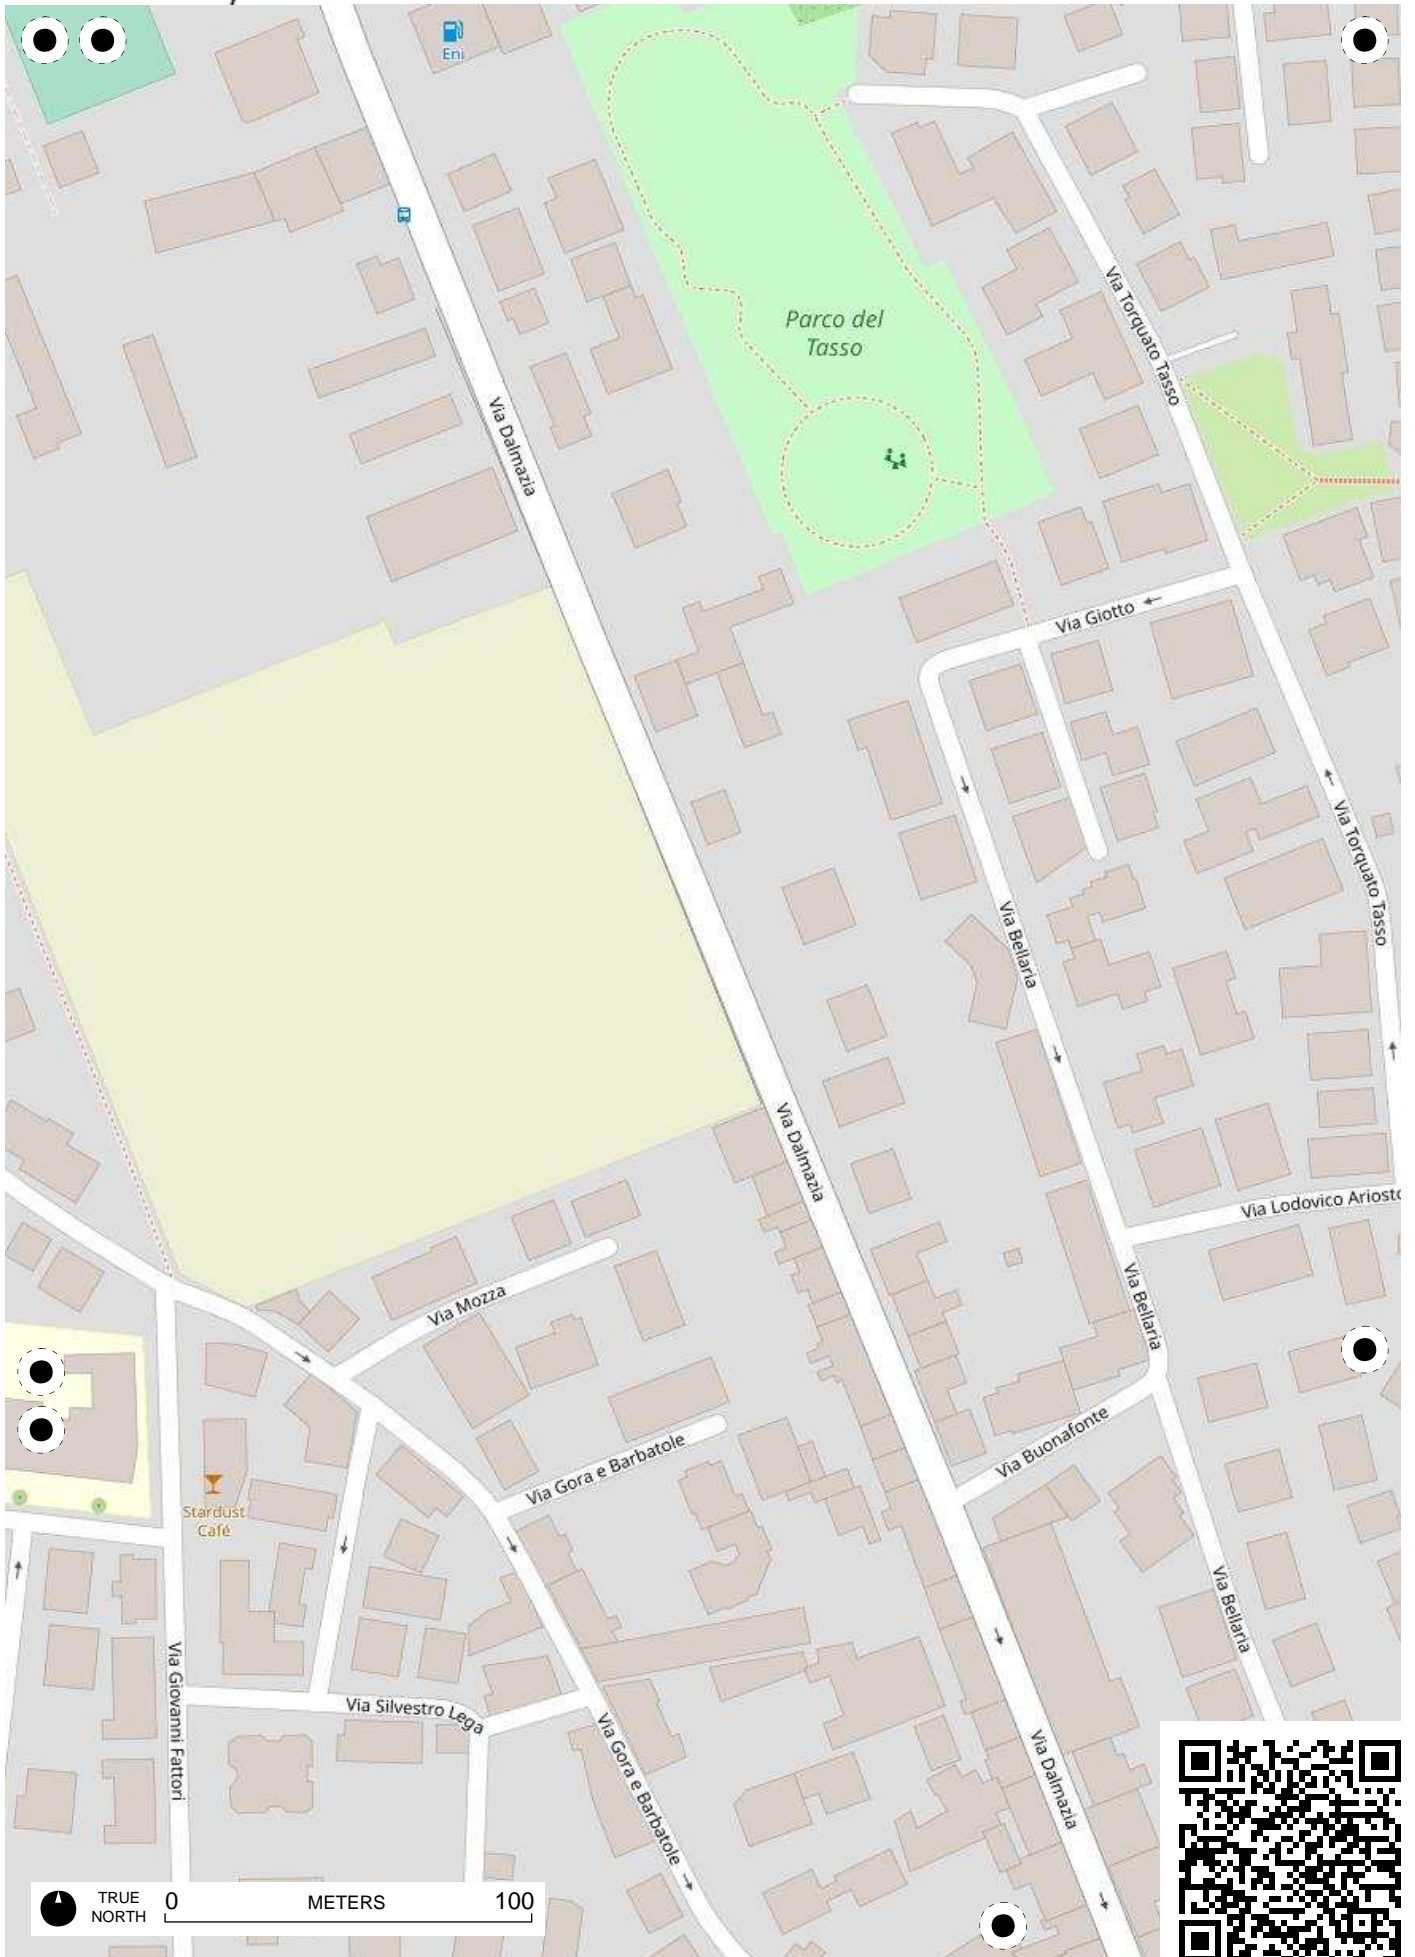 Eni
Via Torquato Tasso
Parco del
Tasso
Via Dalmazia
Via Giotto
Via Torquato Tasso
Via Bellaria
Via Dalmazia
Via Lodovico Ariosto
Via Mozza
Via Bellaria
Via Buonafonte
Via Gora e Barbatole
Stardust
Café
Via Bellaria
Via Giovanni Fattori
Via Silvestro Lega
Via Gora e Barbatole
Via Dalmazia
TRUE
NORTH
0 METERS 100